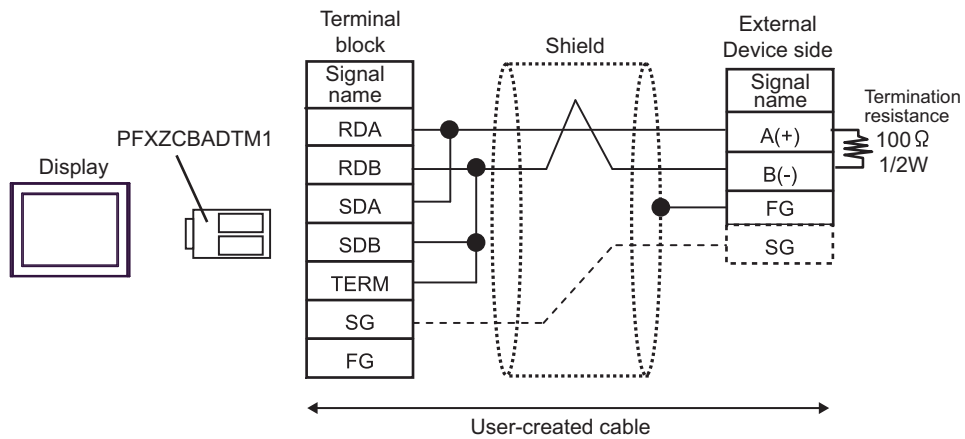 Terminal
block
Shield
External
Device side
Signal
name
RDA
RDB
SDA
SDB
TERM
SG
FG
Signal
name
A(+)
B(-)
FG
SG
Termination
resistance
100Ω
1/2W
PFXZCBADTM1
Display
User-created cable